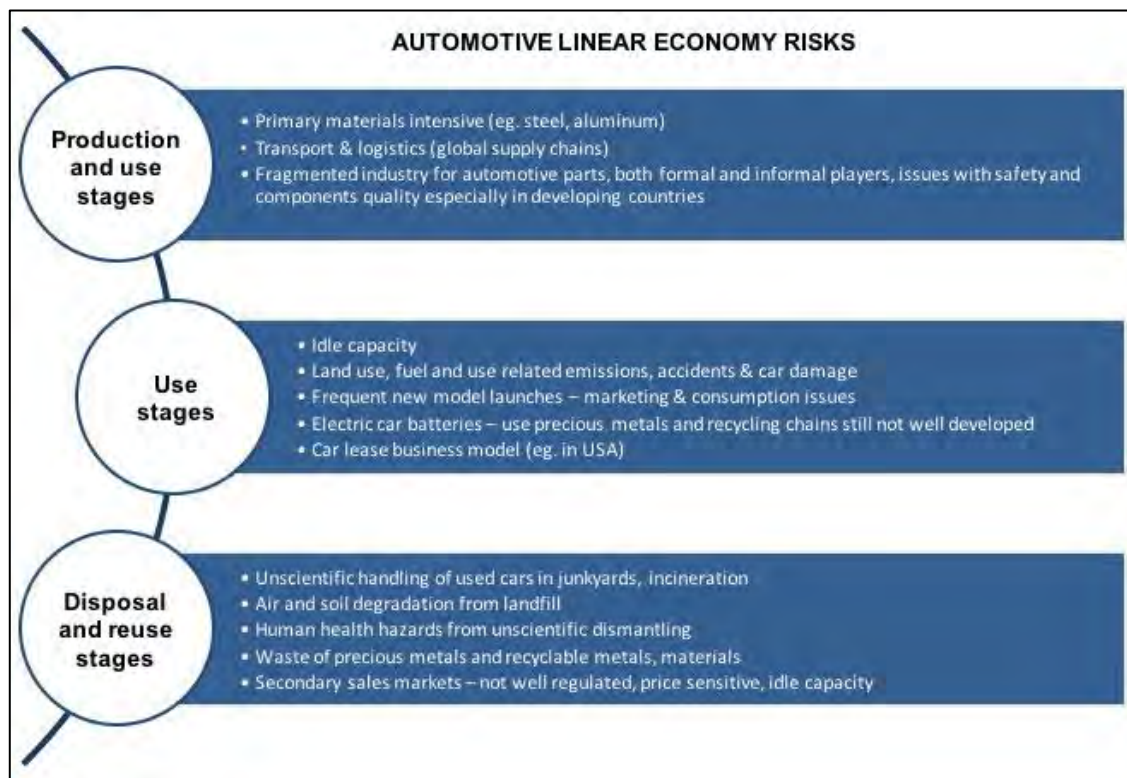 AUTOMOTIVE LINEAR ECONOMY RISKS
Production
and use
stages
• Primary materials intensive (eg. steel, aluminum)
• Transport & logistics (global supply chains)
• Fragmented industry for automotive parts, both formal and informal players, issues with safety and
components quality especially in developing countries
Use
stages
• Idle capacity
• Land use, fuel and use related emissions, accidents & car damage
• Frequent new model launches – marketing & consumption issues
• Electric car batteries – use precious metals and recycling chains still not well developed
• Car lease business model (eg. in USA)
Disposal
and reuse
stages
• Unscientific handling of used cars in junkyards, incineration
• Air and soil degradation from landfill
• Human health hazards from unscientific dismantling
• Waste of precious metals and recyclable metals, materials
• Secondary sales markets – not well regulated, price sensitive, idle capacity